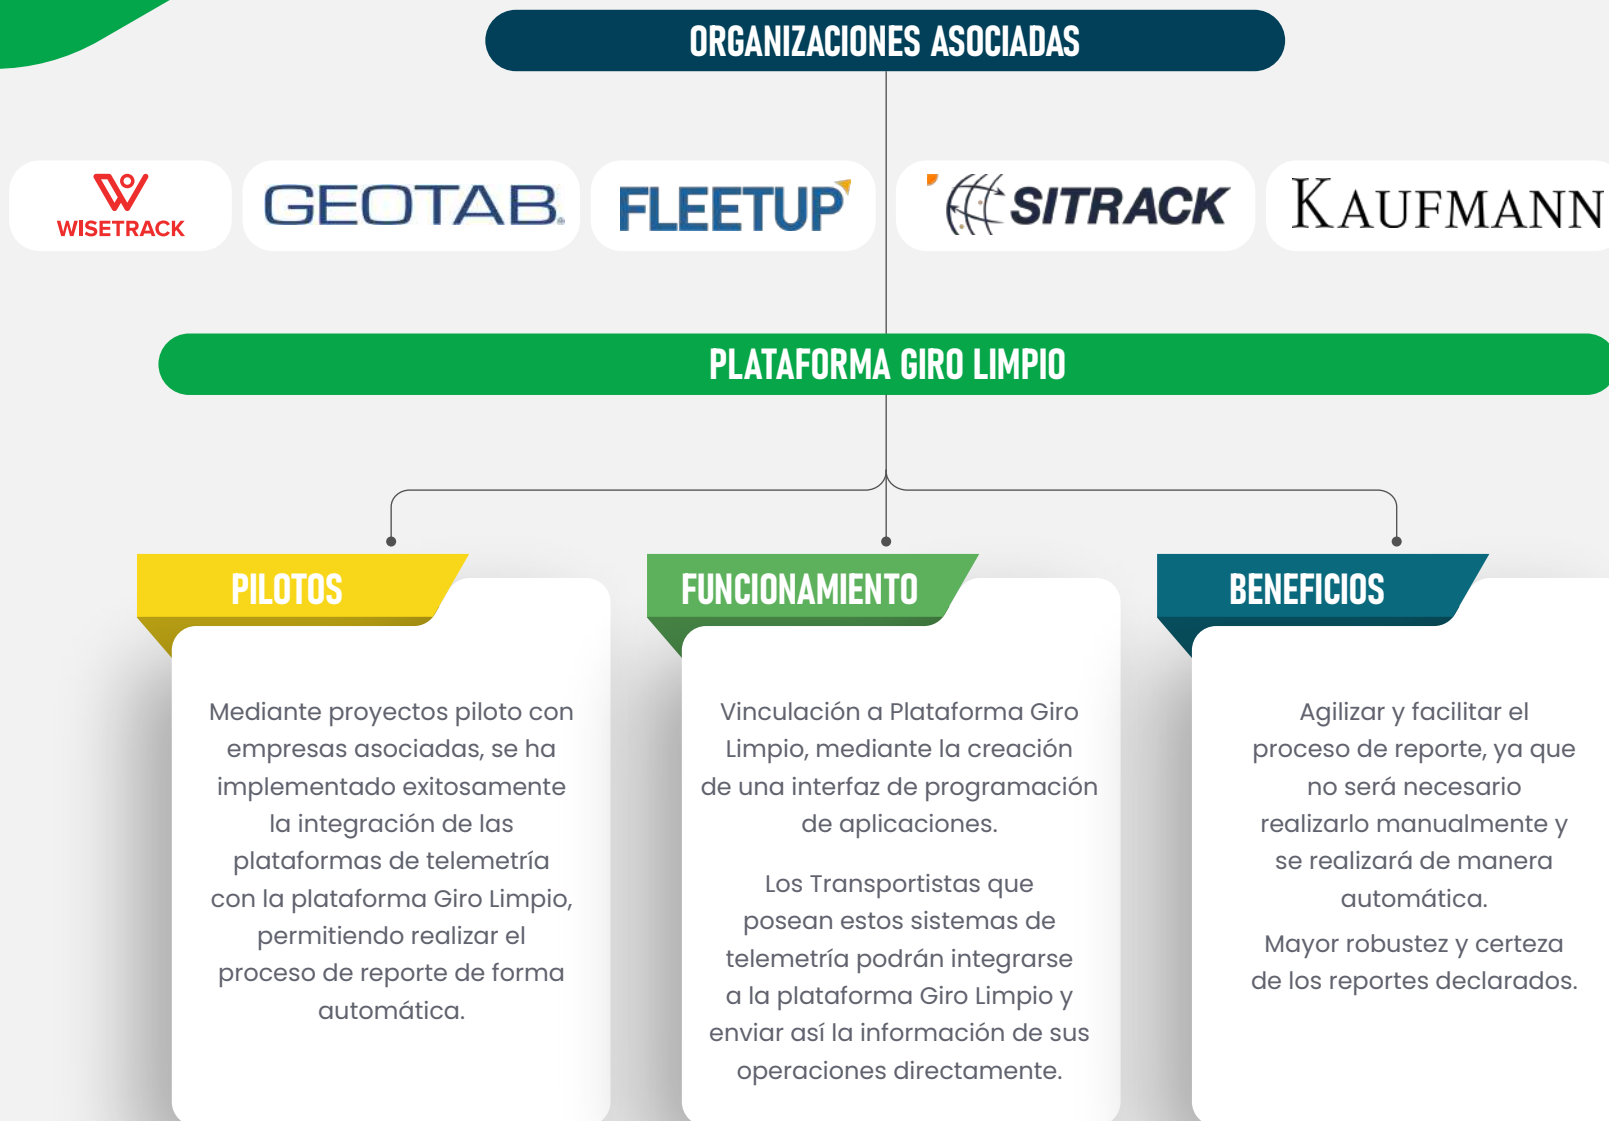 ORGANIZACIONES ASOCIADAS
WISETRACK
GEOTAB®
FLEETUP
SITRACK
KAUFMANN
PLATAFORMA GIRO LIMPIO
PILOTOS
Mediante proyectos piloto con
empresas asociadas, se ha
implementado exitosamente
la integración de las
plataformas de telemetría
con la plataforma Giro Limpio,
permitiendo realizar el
proceso de reporte de forma
automática.
FUNCIONAMIENTO
Vinculación a Plataforma Giro
Limpio, mediante la creación
de una interfaz de programación
de aplicaciones.
Los Transportistas que
posean estos sistemas de
telemetría podrán integrarse
a la plataforma Giro Limpio y
enviar así la información de sus
operaciones directamente.
BENEFICIOS
Agilizar y facilitar el
proceso de reporte, ya que
no será necesario
realizarlo manualmente y
se realizará de manera
automática.
Mayor robustez y certeza
de los reportes declarados.